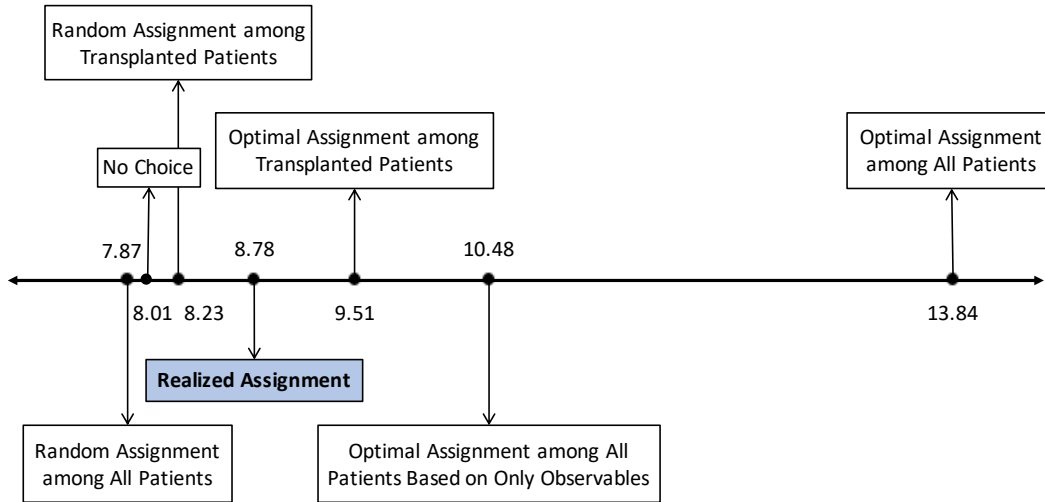 Random Assignment among
Transplanted Patients
No Choice
Optimal Assignment among
Transplanted Patients
Optimal Assignment
among All Patients
7.87
8.78
10.48
8.01
8.23
9.51
13.84
Realized Assignment
Random Assignment
among All Patients
Optimal Assignment among All
Patients Based on Only Observables